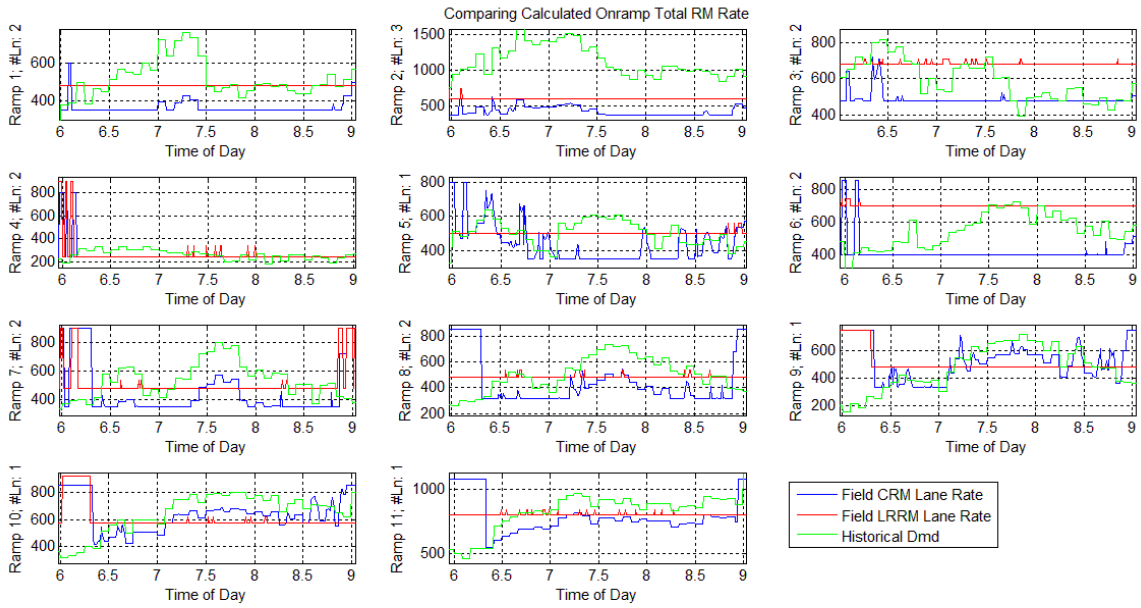 Comparing Calculated Onramp Total RM Rate
Ramp 1; #Ln: 2
600
400
6 6.5 7 7.5 8 8.5 9
Time of Day
Ramp 2; #Ln: 3
1500
1000
500
6 6.5 7 7.5 8 8.5 9
Time of Day
Ramp 3; #Ln: 2
800
600
400
6.5 7 7.5 8 8.5 9
Time of Day
Ramp 4; #Ln: 2
800
600
400
200
6 6.5 7 7.5 8 8.5 9
Time of Day
Ramp 5; #Ln: 1
800
600
400
6 6.5 7 7.5 8 8.5 9
Time of Day
Ramp 6; #Ln: 2
800
600
400
6 6.5 7 7.5 8 8.5 9
Time of Day
Ramp 7; #Ln: 2
800
600
400
6 6.5 7 7.5 8 8.5 9
Time of Day
Ramp 8; #Ln: 2
800
600
400
200
6 6.5 7 7.5 8 8.5 9
Time of Day
Ramp 9; #Ln: 1
600
400
200
6 6.5 7 7.5 8 8.5 9
Time of Day
Ramp 10; #Ln: 1
800
600
400
6 6.5 7 7.5 8 8.5 9
Time of Day
Ramp 11; #Ln: 1
1000
500
6 6.5 7 7.5 8 8.5 9
Time of Day
Field CRM Lane Rate
Field LRRM Lane Rate
Historical Dmd